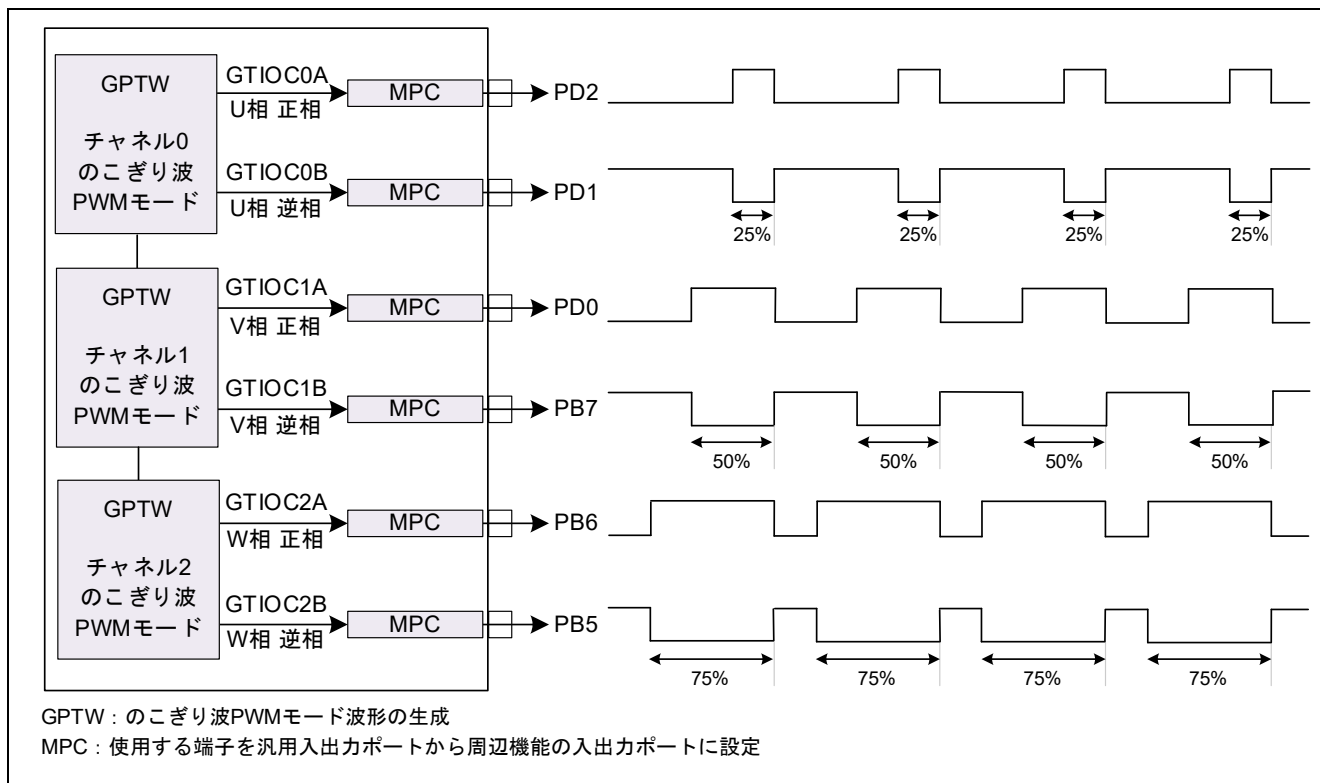 GPTW
チャネル0
のこぎり波
PWMモード
GTIOC0A
U相 正相
MPC
PD2
GTIOC0B
U相 逆相
MPC
PD1
25%
25%
25%
25%
GPTW
チャネル1
のこぎり波
PWMモード
GTIOC1A
V相 正相
MPC
PD0
GTIOC1B
V相 逆相
MPC
PB7
50%
50%
50%
50%
GPTW
チャネル2
のこぎり波
PWMモード
GTIOC2A
W相 正相
MPC
PB6
GTIOC2B
W相 逆相
MPC
PB5
75%
75%
75%
75%
GPTW：のこぎり波PWMモード波形の生成
MPC：使用する端子を汎用入出力ポートから周辺機能の入出力ポートに設定